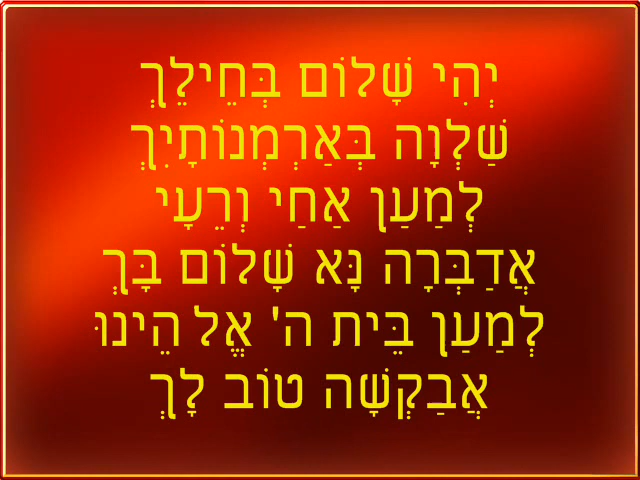 יְהִי שָׁלוֹם בְּחֵילֵךְ
שַׁלְוָה בְּאַרְמְנוֹתָיִךְ
לְמַעַן אַחַי וְרֵעָי
אֲדַבְּרָה נָּא שָׁלוֹם בָּךְ
לְמַעַן בֵּית ה' אֱל הֵינוּ
אֲבַקְשָׁה טוֹב לָךְ